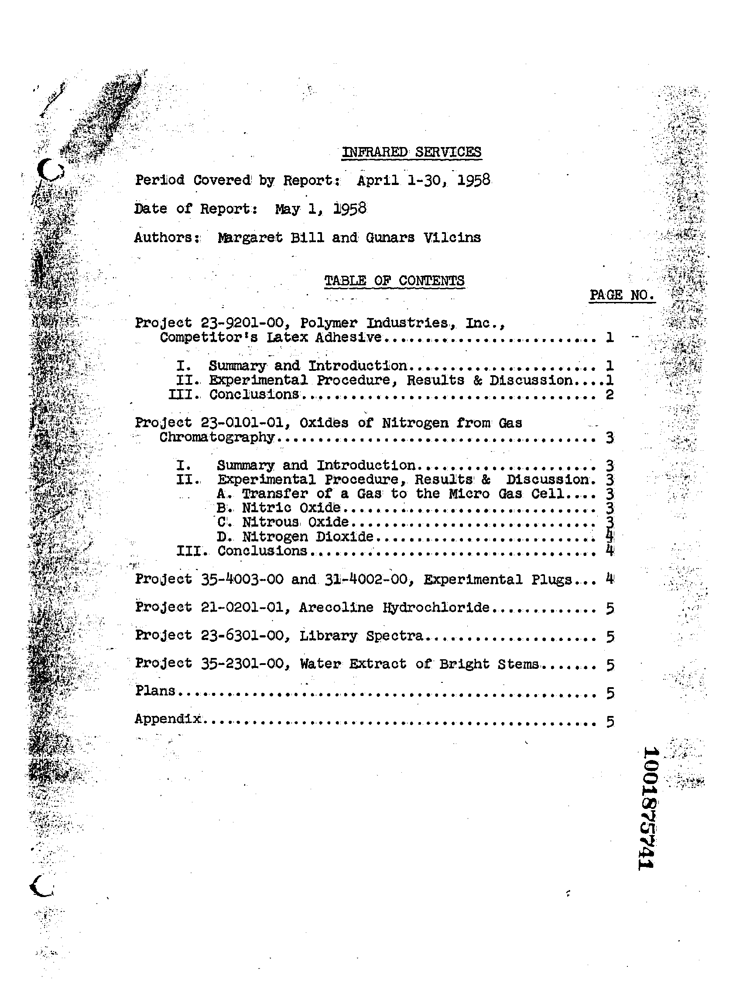 INFRARED SERVICES
Period Covered by Report: April 1-30, 1958
Date of Report: May 1, 1958
Authors: Margaret Bill and Gunars Vilcins
TABLE OF CONTENTS
PAGE NO.
Project 23-9201-00, Polymer Industries, Inc.,
Competitor's Latex Adhesive.......................... 1
I. Summary and Introduction....................... 1
II. Experimental Procedure, Results & Discussion....1
III. Conclusions.................................... 2
Project 23-0101-01, Oxides of Nitrogen from Gas
Chromatography....................................... 3
I. Summary and Introduction...................... 3
II. Experimental Procedure, Results & Discussion. 3
A. Transfer of a Gas to the Micro Gas Cell.... 3
B. Nitric Oxide............................... 3
C. Nitrous Oxide.............................. 3
D. Nitrogen Dioxide........................... 4
III. Conclusions................................... 4
Project 35-4003-00 and 31-4002-00, Experimental Plugs... 4
Project 21-0201-01, Arecoline Hydrochloride............. 5
Project 23-6301-00, Library Spectra..................... 5
Project 35-2301-00, Water Extract of Bright Stems....... 5
Plans................................................... 5
Appendix................................................ 5
1001875741